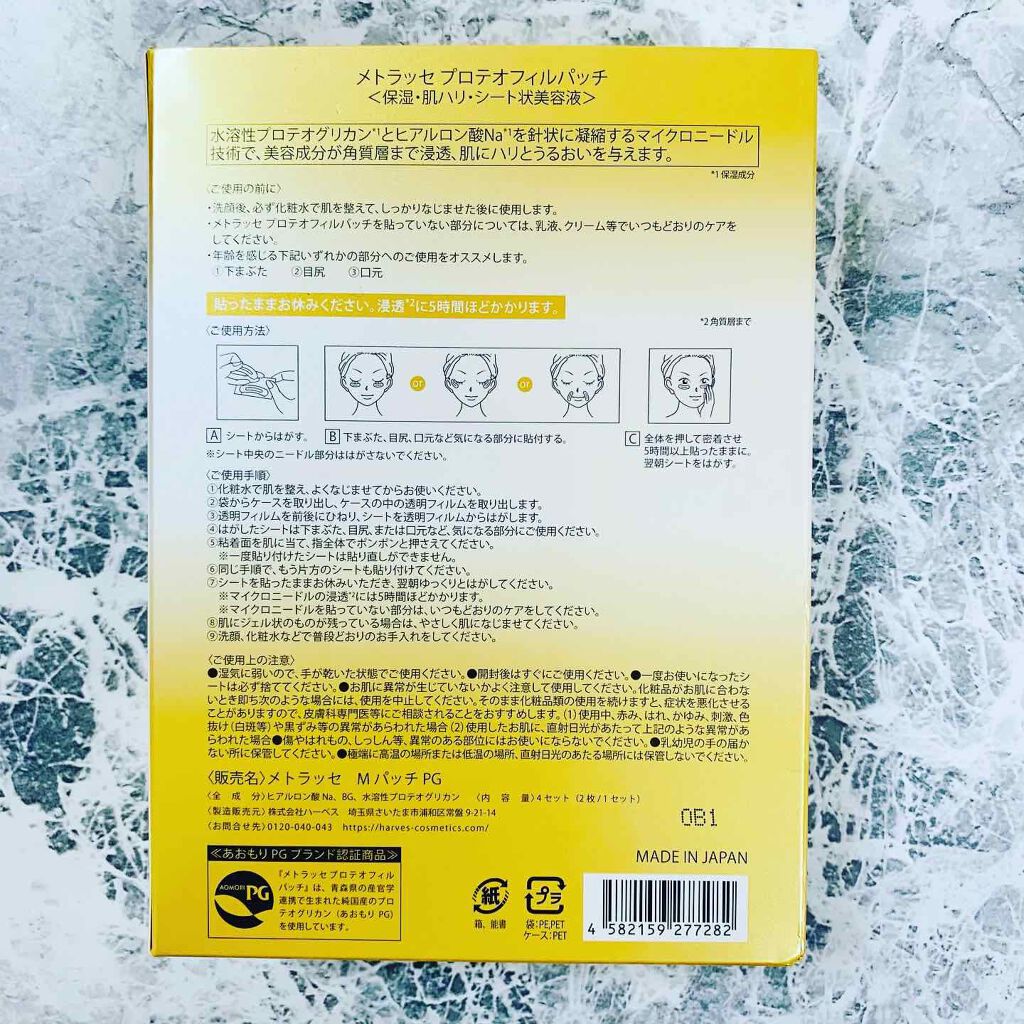 メトラッセ プロテオフィルパッチ
＜保湿・肌ハリ・シート状美容液＞
水溶性プロテオグリカン*1とヒアルロン酸Na*1を針状に凝縮するマイクロニードル
技術で、美容成分が角質層まで浸透、肌にハリとうるおいを与えます。
*1 保湿成分
〈ご使用の前に〉
・洗顔後、必ず化粧水で肌を整えて、しっかりなじませた後に使用します。
・メトラッセ プロテオフィルパッチを貼っていない部分については、乳液、クリーム等でいつもどおりのケアを
してください。
・年齢を感じる下記いずれかの部分へのご使用をオススメします。
①下まぶた　②目尻　③口元
貼ったままお休みください。浸透*2に5時間ほどかかります。
*2 角質層まで
〈ご使用方法〉
or
or
A シートからはがす。
B 下まぶた、目尻、口元など気になる部分に貼付する。
C 全体を押して密着させ
5時間以上貼ったままに。
翌朝シートをはがす。
※シート中央のニードル部分ははがさないでください。
〈ご使用手順〉
①化粧水で肌を整え、よくなじませてからお使いください。
②袋からケースを取り出し、ケースの中の透明フィルムを取り出します。
③透明フィルムを前後にひねり、シートを透明フィルムからはがします。
④はがしたシートは下まぶた、目尻、または口元など、気になる部分にご使用ください。
⑤粘着面を肌に当て、指全体でポンポンと押さえてください。
※一度貼り付けたシートは貼り直しができません。
⑥同じ手順で、もう片方のシートも貼り付けてください。
⑦シートを貼ったままお休みいただき、翌朝ゆっくりとはがしてください。
※マイクロニードルの浸透*2には5時間ほどかかります。
※マイクロニードルを貼っていない部分は、いつもどおりのケアをしてください。
⑧肌にジェル状のものが残っている場合は、やさしく肌になじませてください。
⑨洗顔、化粧水などで普段どおりのお手入れをしてください。
〈ご使用上の注意〉
●湿気に弱いので、手が乾いた状態でご使用ください。●開封後はすぐにご使用ください。●一度お使いになったシ
ートは必ず捨ててください。●お肌に異常が生じていないかよく注意して使用してください。化粧品がお肌に合わな
いとき即ち次のような場合には、使用を中止してください。そのまま化粧品類の使用を続けますと、症状を悪化させる
ことがありますので、皮膚科専門医等にご相談されることをおすすめします。(1)使用中、赤み、はれ、かゆみ、刺激、色
抜け(白斑等)や黒ずみ等の異常があらわれた場合 (2)使用したお肌に、直射日光があたって上記のような異常があ
らわれた場合●傷やはれもの、しっしん等、異常のある部位にはお使いにならないでください。●乳幼児の手の届か
ない所に保管してください。●極端に高温の場所または低温の場所、直射日光のあたる場所には保管しないでください。
〈販売名〉メトラッセ　M パッチ PG
〈全 成 分〉ヒアルロン酸 Na、BG、水溶性プロテオグリカン　〈内 容 量〉4 セット（2 枚 / 1 セット）
〈製造販売元〉株式会社ハーベス　埼玉県さいたま市浦和区常盤 9-21-14
〈お問合せ先〉0120-040-043　https://harves-cosmetics.com/
0B1
MADE IN JAPAN
≪あおもり PG ブランド認証商品≫
AOMORI PG
『メトラッセプロテオフィル
パッチ』は、青森県の産官学
連携で生まれた純国産のプロ
テオグリカン（あおもり PG）
を使用しています。
紙
箱、能書
プラ
袋：PE,PET
ケース：PET
4 582159 277282